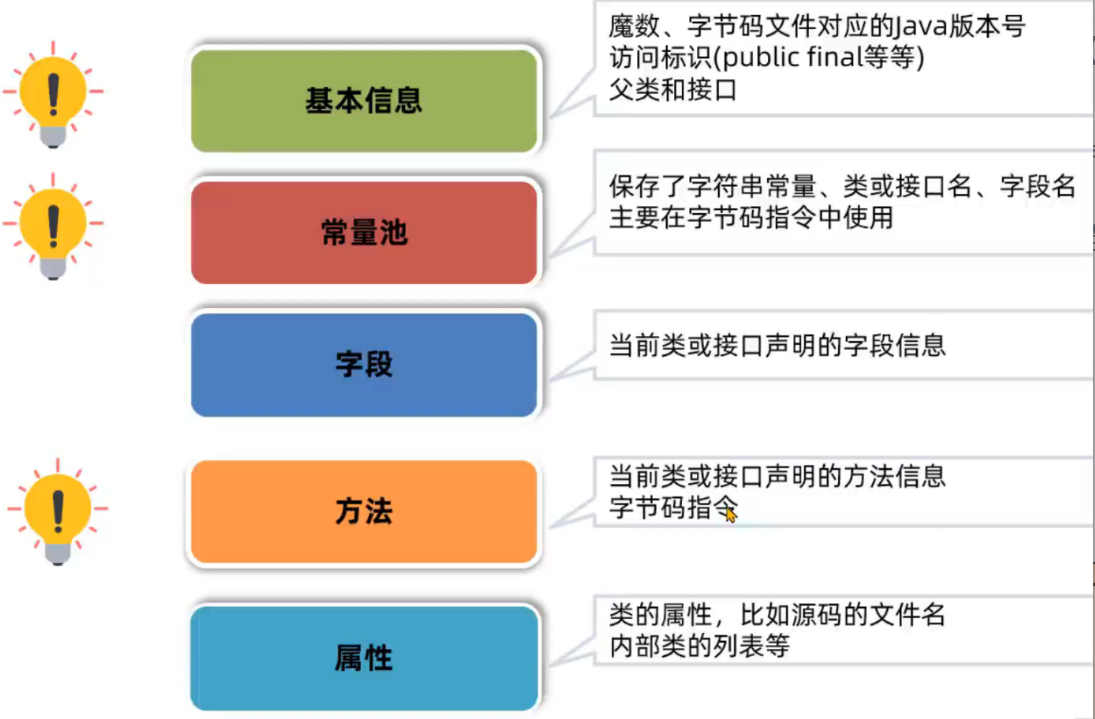 基本信息
魔数、字节码文件对应的Java版本号
访问标识(public final等等)
父类和接口
常量池
保存了字符串常量、类或接口名、字段名
主要在字节码指令中使用
字段
当前类或接口声明的字段信息
方法
当前类或接口声明的方法信息
字节码指令
属性
类的属性，比如源码的文件名
内部类的列表等